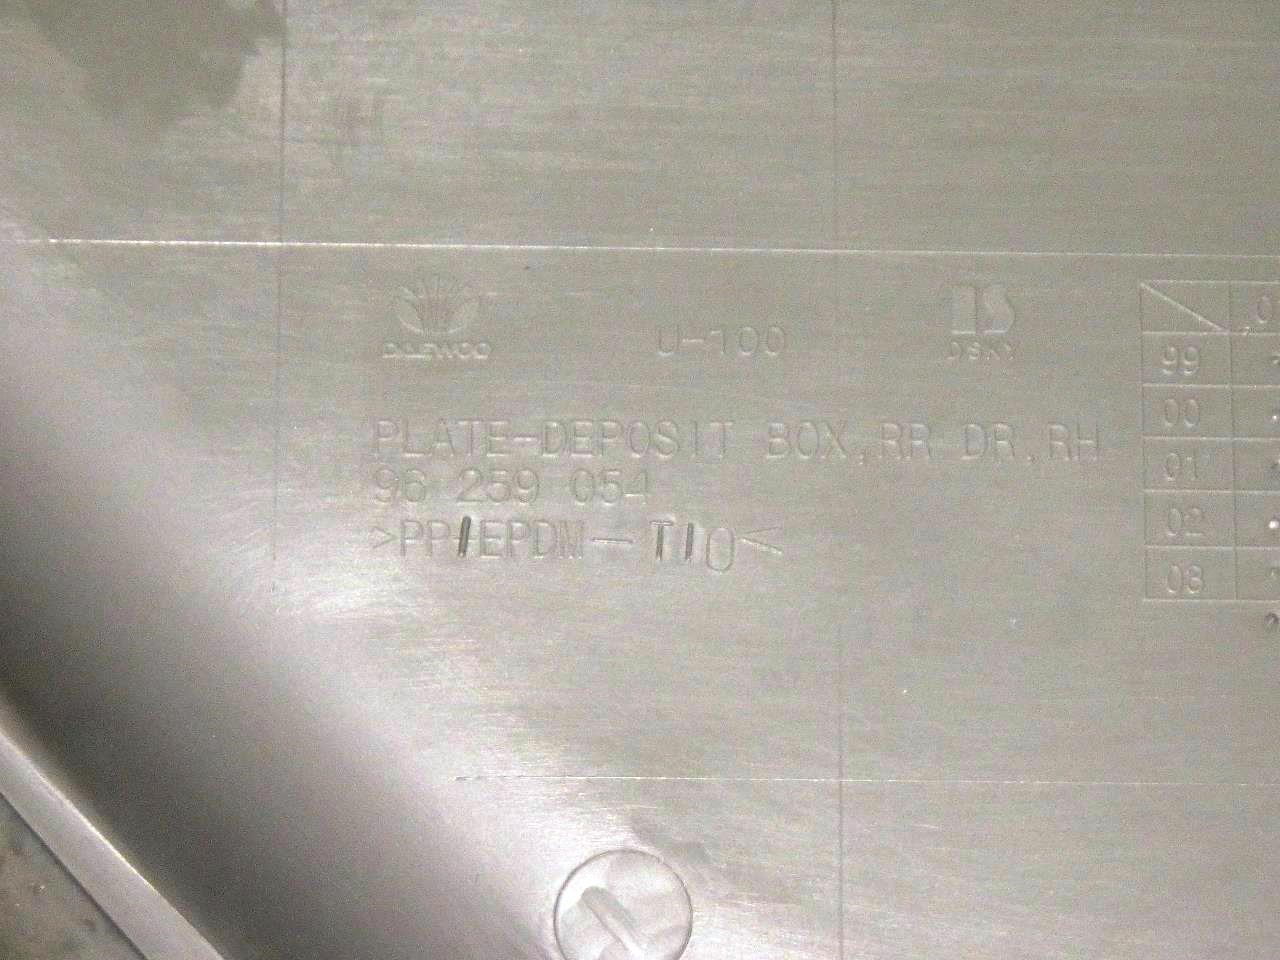 DAEWOO U-100 DSKY
PLATE-DEPOSIT BOX,RR DR,RH
96 259 054
>PP/EPDM-T10<
99
00
01
02
03